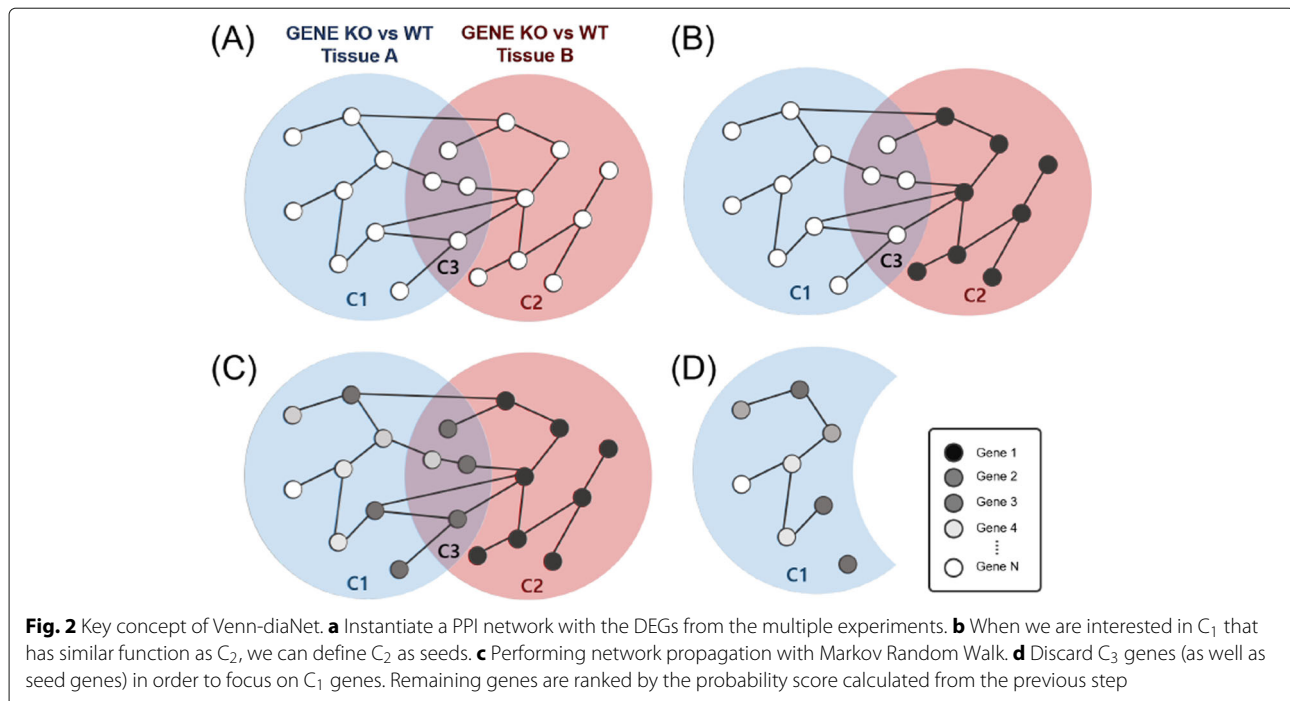 (A)
GENE KO vs WT
Tissue A
GENE KO vs WT
Tissue B
C3
C1
C2
(B)
C3
C1
C2
(C)
C3
C1
C2
(D)
C1
Gene 1
Gene 2
Gene 3
Gene 4
⋮
Gene N
Fig. 2 Key concept of Venn-diaNet. a Instantiate a PPI network with the DEGs from the multiple experiments. b When we are interested in C1 that
has similar function as C2, we can define C2 as seeds. c Performing network propagation with Markov Random Walk. d Discard C3 genes (as well as
seed genes) in order to focus on C1 genes. Remaining genes are ranked by the probability score calculated from the previous step